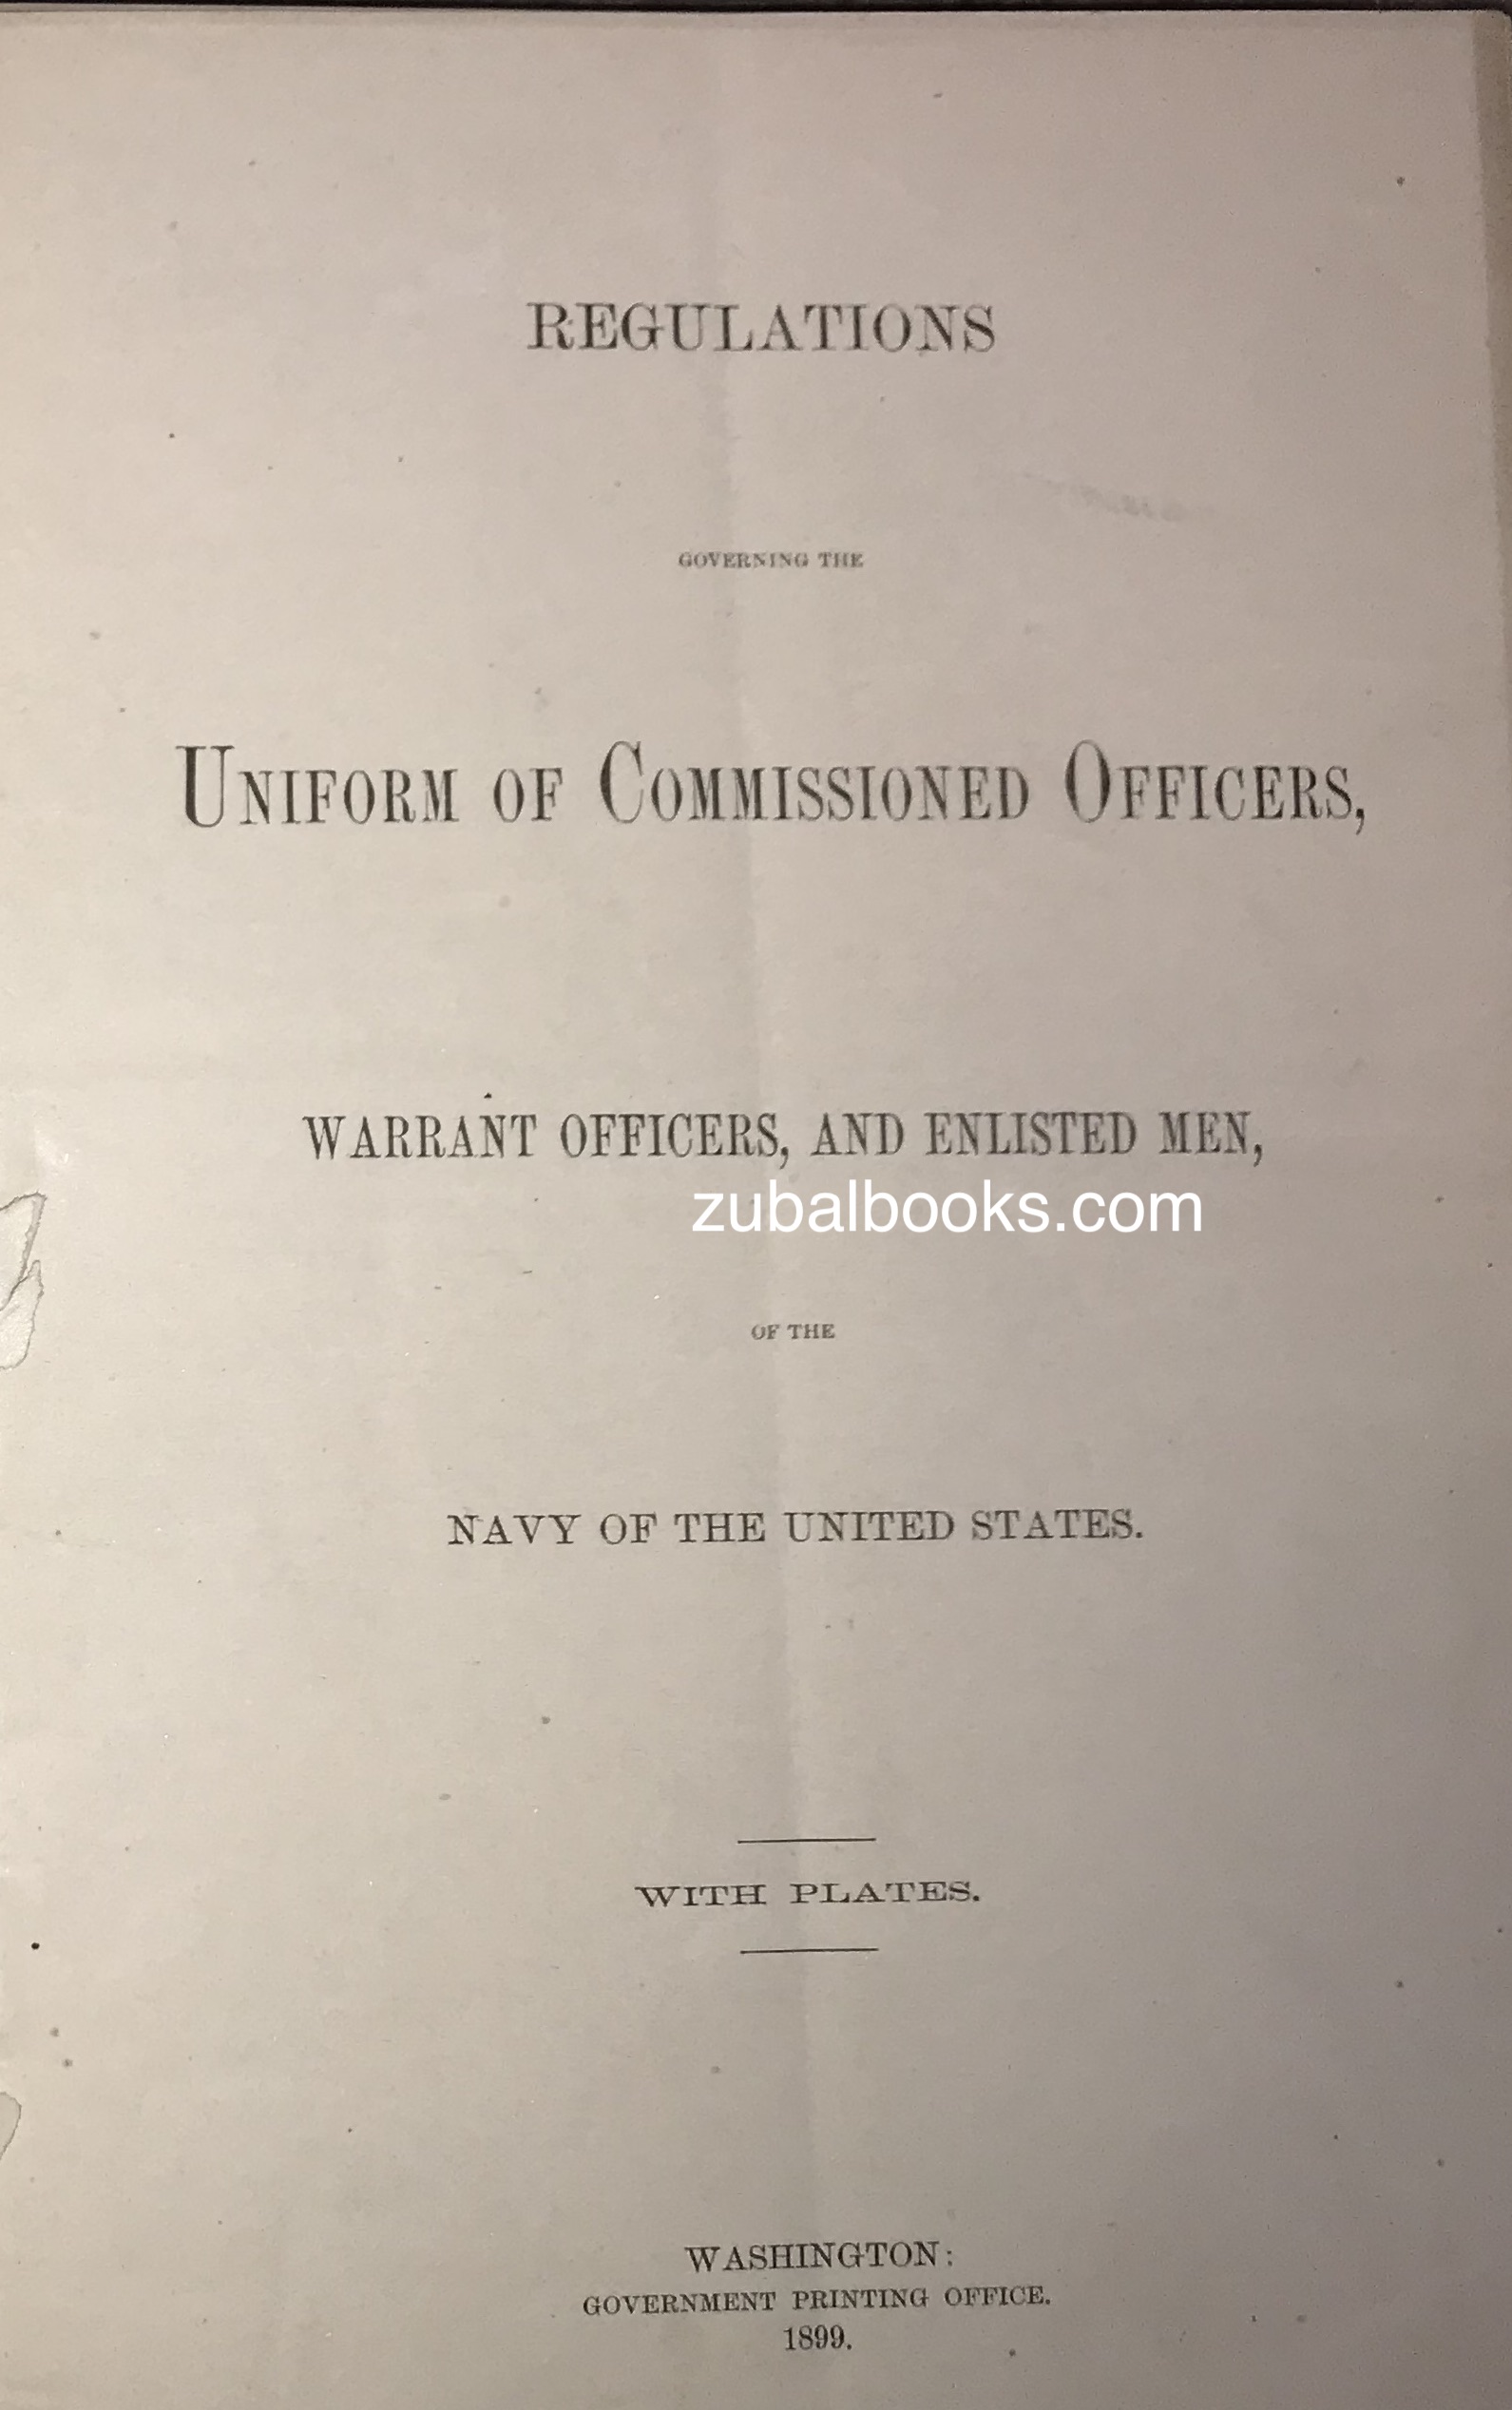 REGULATIONS
GOVERNING THE
UNIFORM OF COMMISSIONED OFFICERS,
WARRANT OFFICERS, AND ENLISTED MEN,
zubalbooks.com
OF THE
NAVY OF THE UNITED STATES.
WITH PLATES.
WASHINGTON:
GOVERNMENT PRINTING OFFICE.
1899.